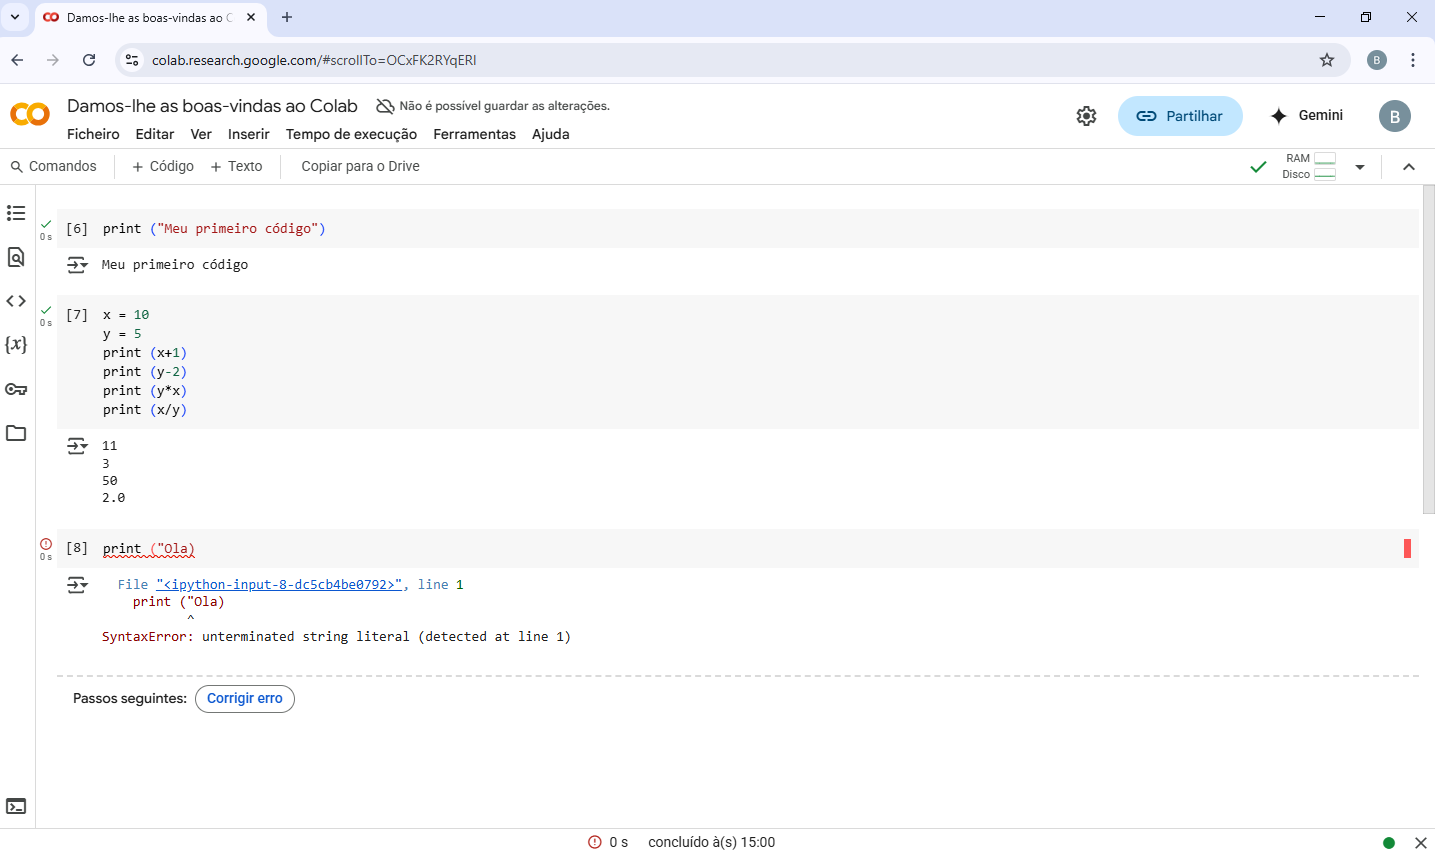 Damos-lhe as boas-vindas ao C
colab.research.google.com/#scrollTo=OCxFK2RYqERI
B
Damos-lhe as boas-vindas ao Colab
Não é possível guardar as alterações.
Ficheiro Editar Ver Inserir Tempo de execução Ferramentas Ajuda
Partilhar
Gemini
B
Comandos + Código + Texto Copiar para o Drive
RAM
Disco
0 s
[6] print ("Meu primeiro código")
Meu primeiro código
0 s
[7] x = 10
y = 5
print (x+1)
print (y-2)
print (y*x)
print (x/y)
11
3
50
2.0
0 s
[8] print ("Ola)
File "<ipython-input-8-dc5cb4be0792>", line 1
print ("Ola)
^
SyntaxError: unterminated string literal (detected at line 1)
Passos seguintes: Corrigir erro
0 s concluído à(s) 15:00